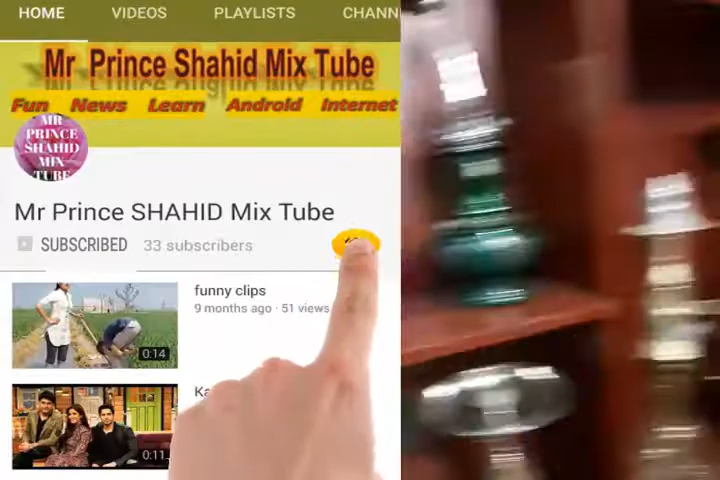 HOME VIDEOS PLAYLISTS CHANN
Mr Prince Shahid Mix Tube
Fun News Learn Android Internet
MR
PRINCE
SHAHID
MIX
TUBE
Mr Prince SHAHID Mix Tube
SUBSCRIBED 33 subscribers
funny clips
9 months ago · 51 views
0:14
Ka
0:11